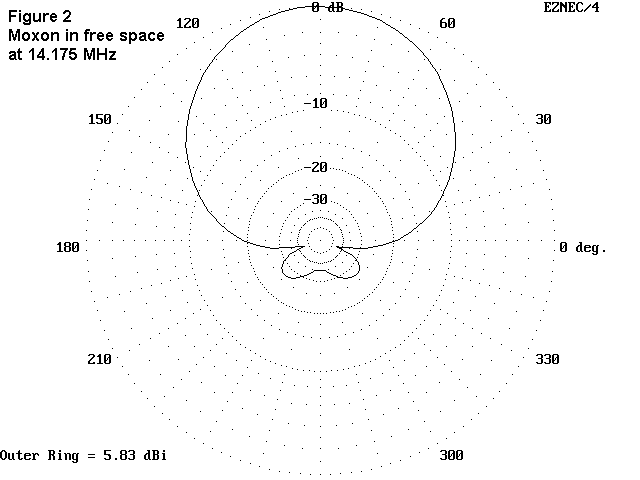 Figure 2
Moxon in free space
at 14.175 MHz
EZNEC/4
0 dB
120
60
-10
150
30
-20
-30
180
0 deg.
210
330
Outer Ring = 5.83 dBi
300